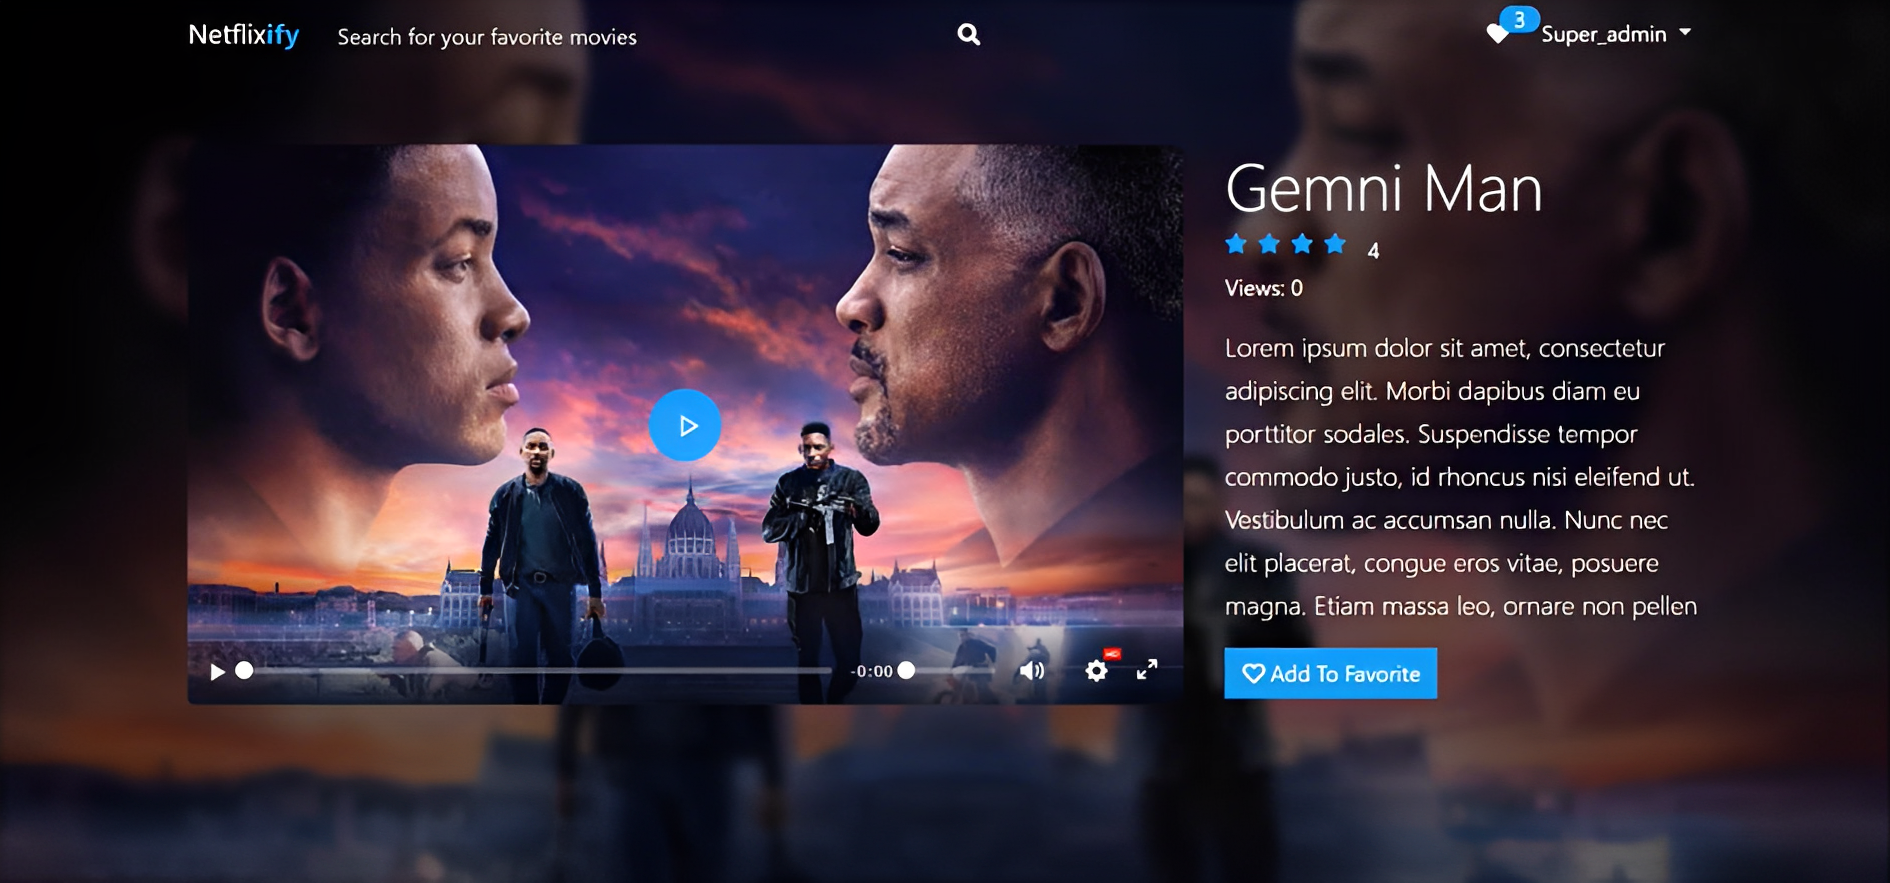 Netflixify
Search for your favorite movies
3
Super_admin
Gemni Man
4
Views: 0
Lorem ipsum dolor sit amet, consectetur
adipiscing elit. Morbi dapibus diam eu
porttitor sodales. Suspendisse tempor
commodo justo, id rhoncus nisi eleifend ut.
Vestibulum ac accumsan nulla. Nunc nec
elit placerat, congue eros vitae, posuere
magna. Etiam massa leo, ornare non pellen
-0:00
Add To Favorite